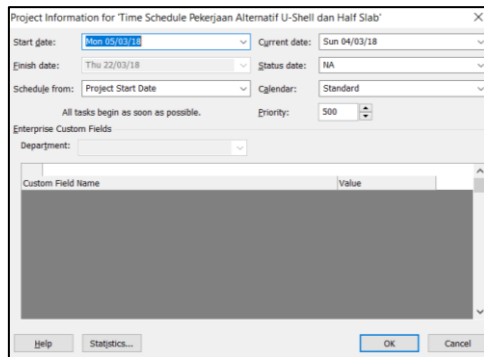 Project Information for 'Time Schedule Pekerjaan Alternatif U-Shell dan Half Slab'
Start date: Mon 05/03/18 Current date: Sun 04/03/18
Finish date: Thu 22/03/18 Status date: NA
Schedule from: Project Start Date Calendar: Standard
All tasks begin as soon as possible. Priority: 500
Enterprise Custom Fields
Department:
Custom Field Name Value
Help Statistics... OK Cancel